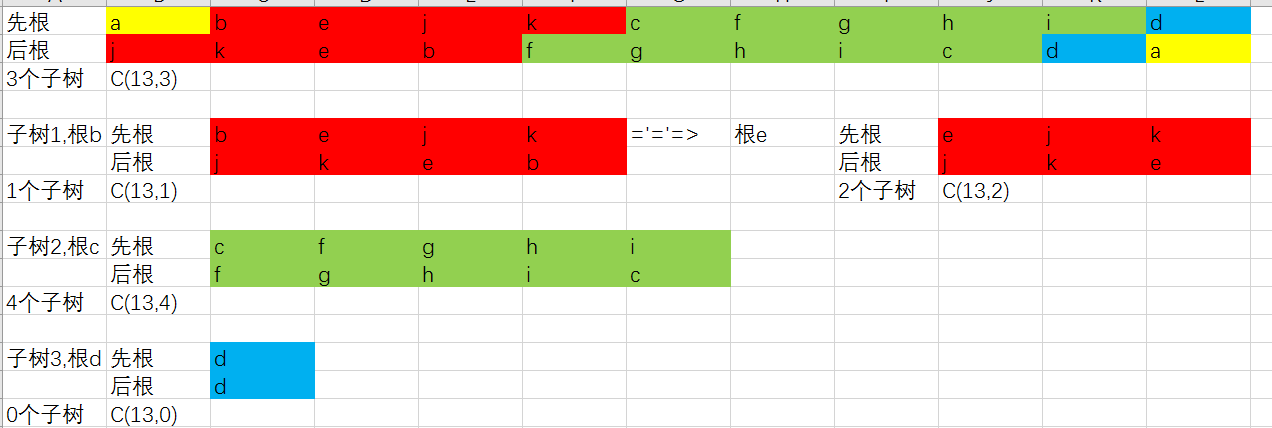 先根 a b e j k c f g h i d
后根 j k e b f g h i c d a
3个子树 C(13,3)
子树1,根b 先根 b e j k ='='=> 根e 先根 e j k
后根 j k e b 后根 j k e
1个子树 C(13,1) 2个子树 C(13,2)
子树2,根c 先根 c f g h i
后根 f g h i c
4个子树 C(13,4)
子树3,根d 先根 d
后根 d
0个子树 C(13,0)